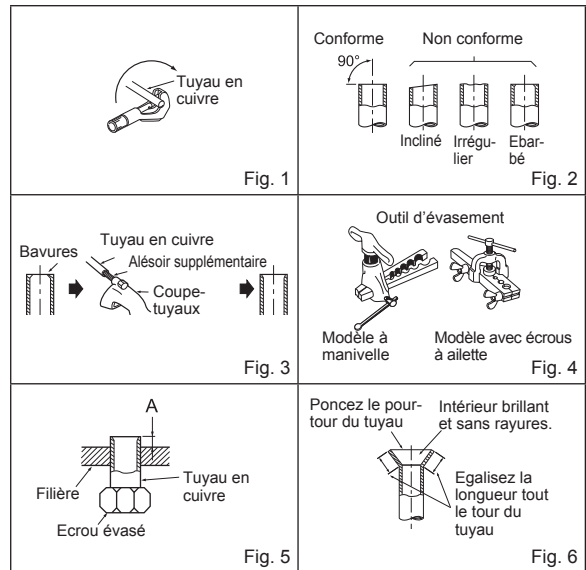 Tuyau en
cuivre
Fig. 1
Conforme
Non conforme
90°
Incliné
Irrégu-
lier
Ebar-
bé
Fig. 2
Bavures
Tuyau en cuivre
Alésoir supplémentaire
Coupe-
tuyaux
Fig. 3
Outil d'évasement
Modèle à
manivelle
Modèle avec écrous
à ailette
Fig. 4
A
Filière
Tuyau en
cuivre
Ecrou évasé
Fig. 5
Poncez le pour-
tour du tuyau
Intérieur brillant
et sans rayures.
Egalisez la
longueur tout
le tour du
tuyau
Fig. 6